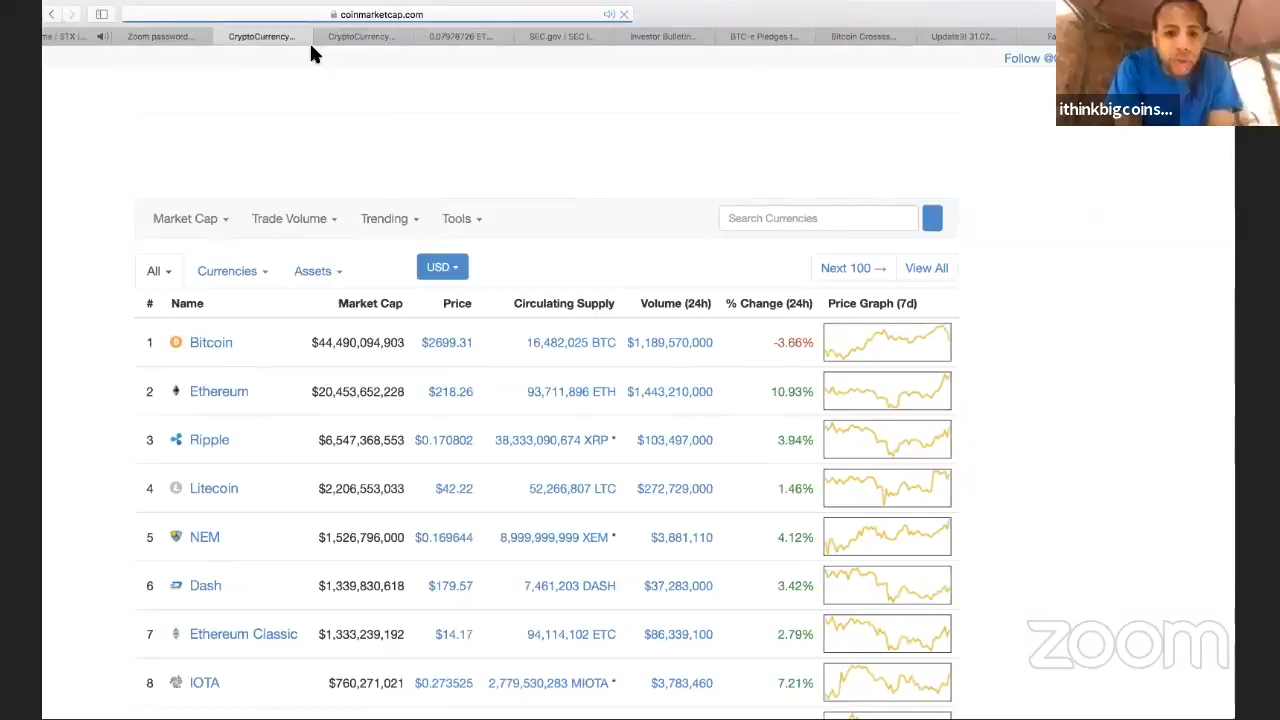 coinmarketcap.com
me | STX i... Zoom password... CryptoCurrency... CryptoCurrency... 0.07978726 ET... SEC.gov | SEC I... Investor Bulletin... BTC-e Pledges t... Bitcoin Crosses... Update3! 31.07... Fa
Follow @
ithinkbigcoins...
Market Cap Trade Volume Trending Tools Search Currencies
All Currencies Assets USD Next 100 → View All
# Name Market Cap Price Circulating Supply Volume (24h) % Change (24h) Price Graph (7d)
1 Bitcoin $44,490,094,903 $2699.31 16,482,025 BTC $1,189,570,000 -3.66%
2 Ethereum $20,453,652,228 $218.26 93,711,896 ETH $1,443,210,000 10.93%
3 Ripple $6,547,368,553 $0.170802 38,333,090,674 XRP * $103,497,000 3.94%
4 Litecoin $2,206,553,033 $42.22 52,266,807 LTC $272,729,000 1.46%
5 NEM $1,526,796,000 $0.169644 8,999,999,999 XEM * $3,881,110 4.12%
6 Dash $1,339,830,618 $179.57 7,461,203 DASH $37,283,000 3.42%
7 Ethereum Classic $1,333,239,192 $14.17 94,114,102 ETC $86,339,100 2.79%
8 IOTA $760,271,021 $0.273525 2,779,530,283 MIOTA * $3,783,460 7.21%
zoom